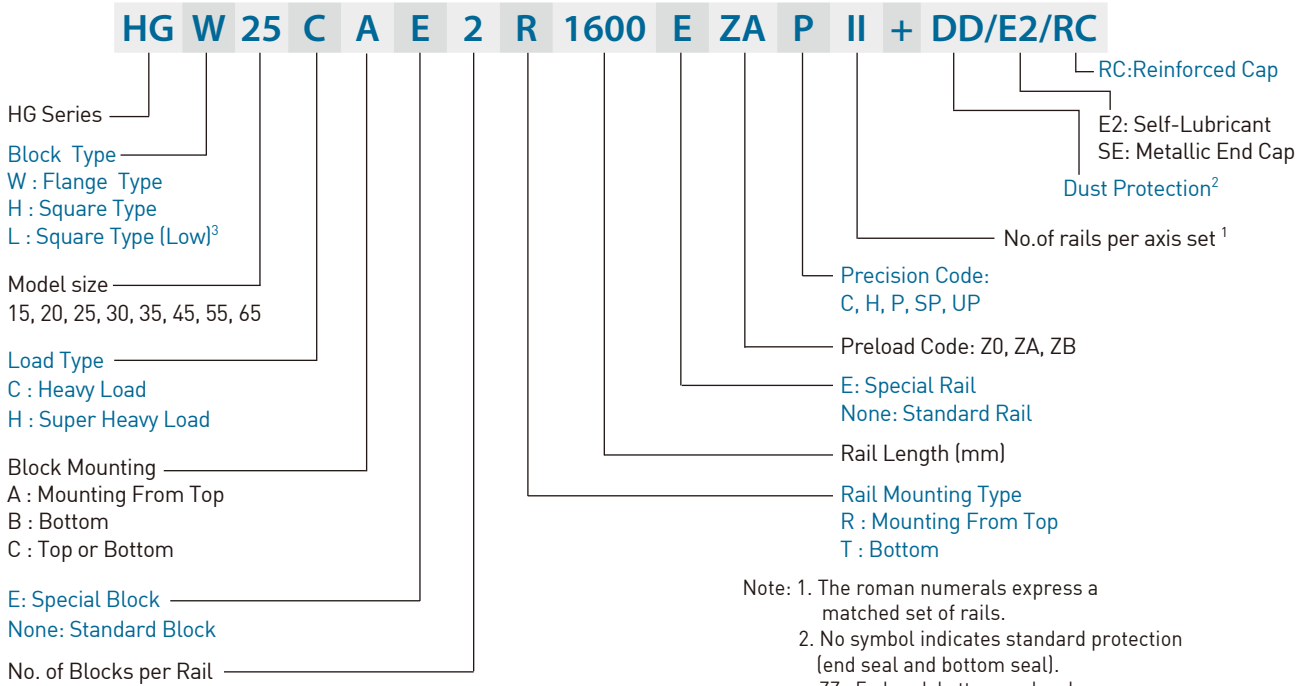 HG W 25 C A E 2 R 1600 E ZA P II + DD/E2/RC
RC:Reinforced Cap
E2: Self-Lubricant
SE: Metallic End Cap
Dust Protection2
No.of rails per axis set 1
Precision Code:
C, H, P, SP, UP
Preload Code: Z0, ZA, ZB
E: Special Rail
None: Standard Rail
Rail Length (mm)
Rail Mounting Type
R : Mounting From Top
T : Bottom
HG Series
Block Type
W : Flange Type
H : Square Type
L : Square Type (Low)3
Model size
15, 20, 25, 30, 35, 45, 55, 65
Load Type
C : Heavy Load
H : Super Heavy Load
Block Mounting
A : Mounting From Top
B : Bottom
C : Top or Bottom
E: Special Block
None: Standard Block
No. of Blocks per Rail
Note: 1. The roman numerals express a
matched set of rails.
2. No symbol indicates standard protection
(end seal and bottom seal).